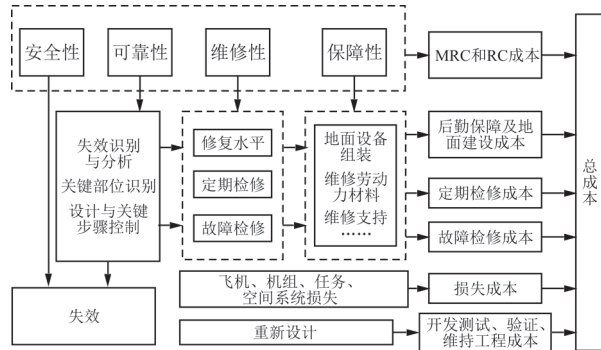 安全性
可靠性
维修性
保障性
MRC和RC成本
失效识别
与分析
关键部位识别
设计与关键
步骤控制
修复水平
定期检修
故障检修
地面设备
组装
维修劳动
力材料
维修支持
……
后勤保障及地
面建设成本
定期检修成本
故障检修成本
飞机、机组、任务、
空间系统损失
损失成本
失效
重新设计
开发测试、验证、
维持工程成本
总成本